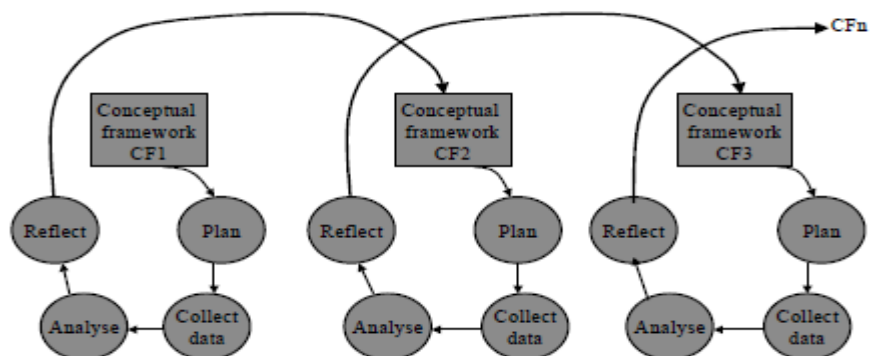 CFn
Conceptual
framework
CF1
Conceptual
framework
CF2
Conceptual
framework
CF3
Reflect
Plan
Reflect
Plan
Reflect
Plan
Analyse
Collect
data
Analyse
Collect
data
Analyse
Collect
data